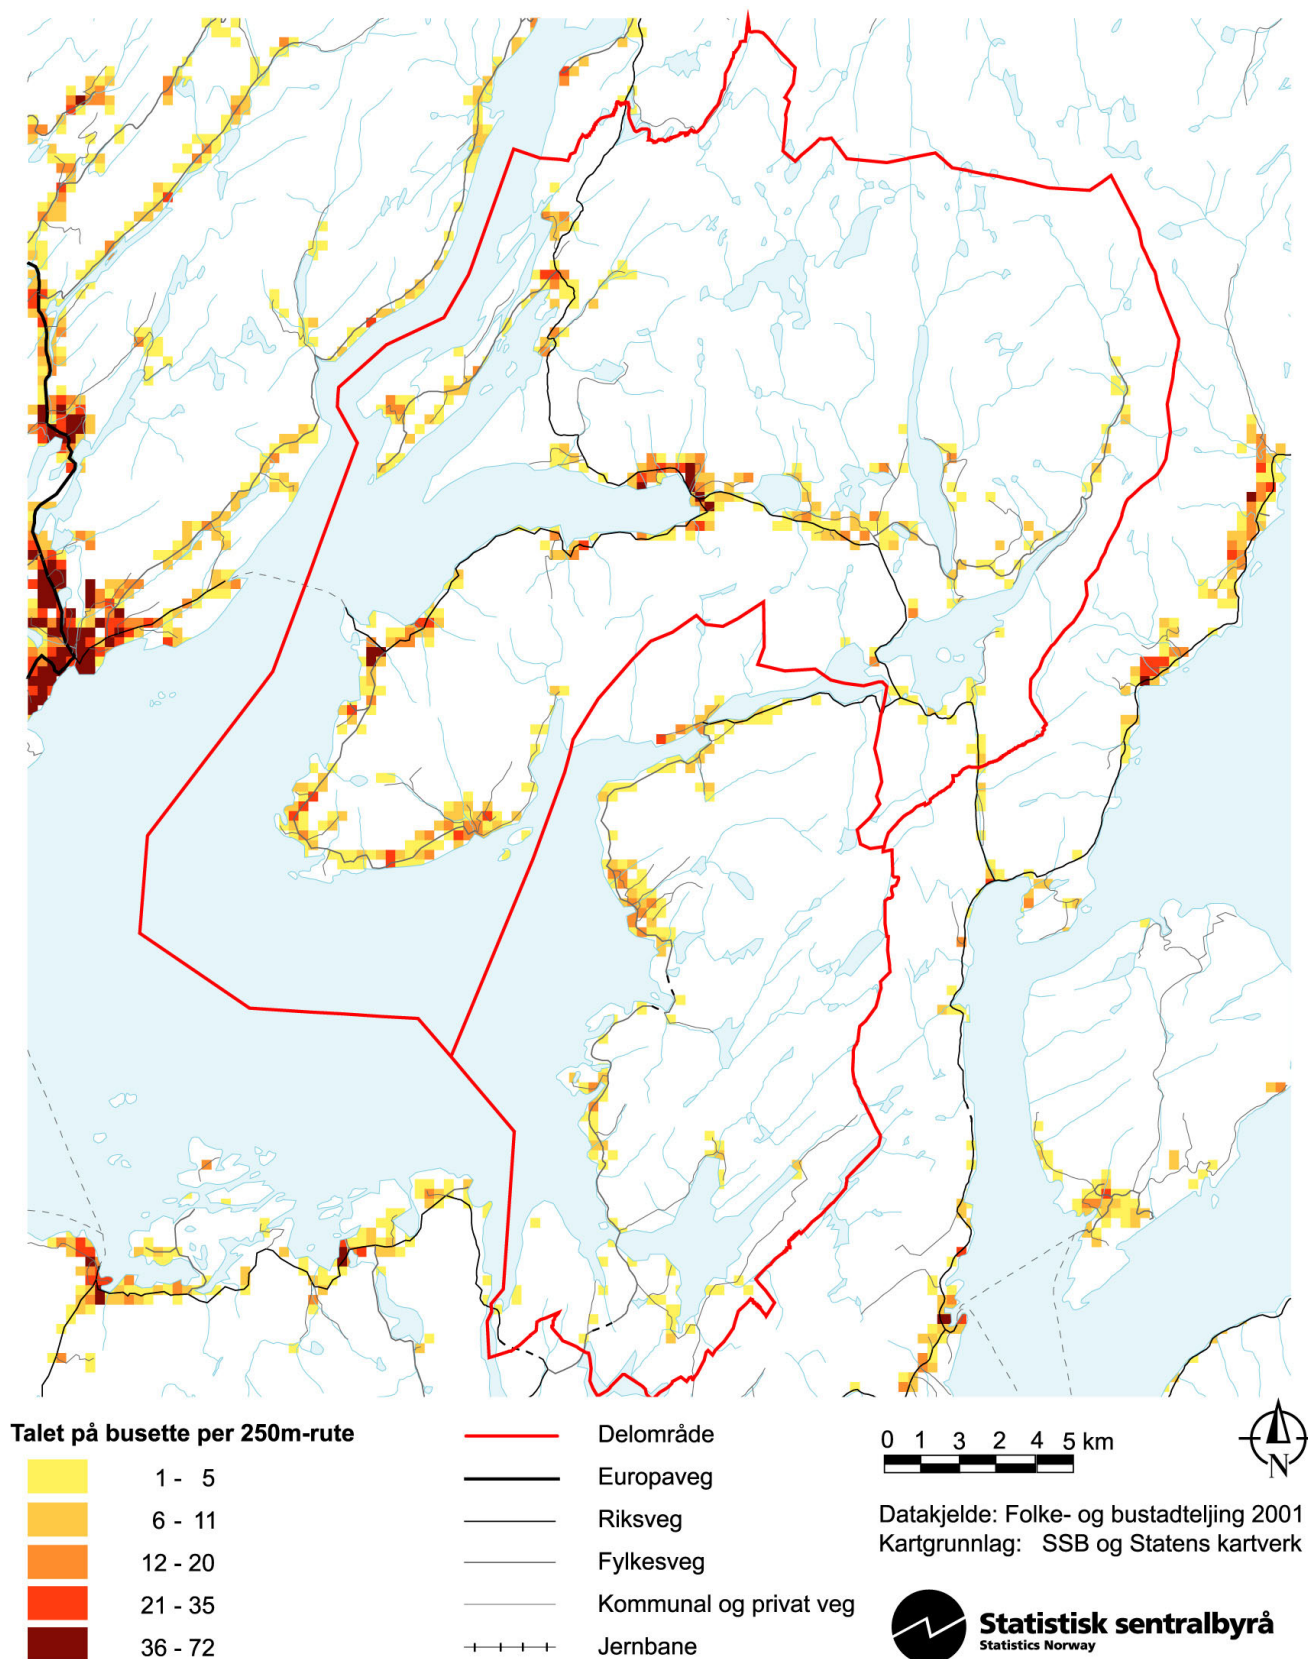 Talet på busette per 250m-rute
1 - 5
6 - 11
12 - 20
21 - 35
36 - 72
Delområde
Europaveg
Riksveg
Fylkesveg
Kommunal og privat veg
Jernbane
0 1 3 2 4 5 km
N
Datakjelde: Folke- og bustadteljing 2001
Kartgrunnlag: SSB og Statens kartverk
Statistisk sentralbyrå
Statistics Norway